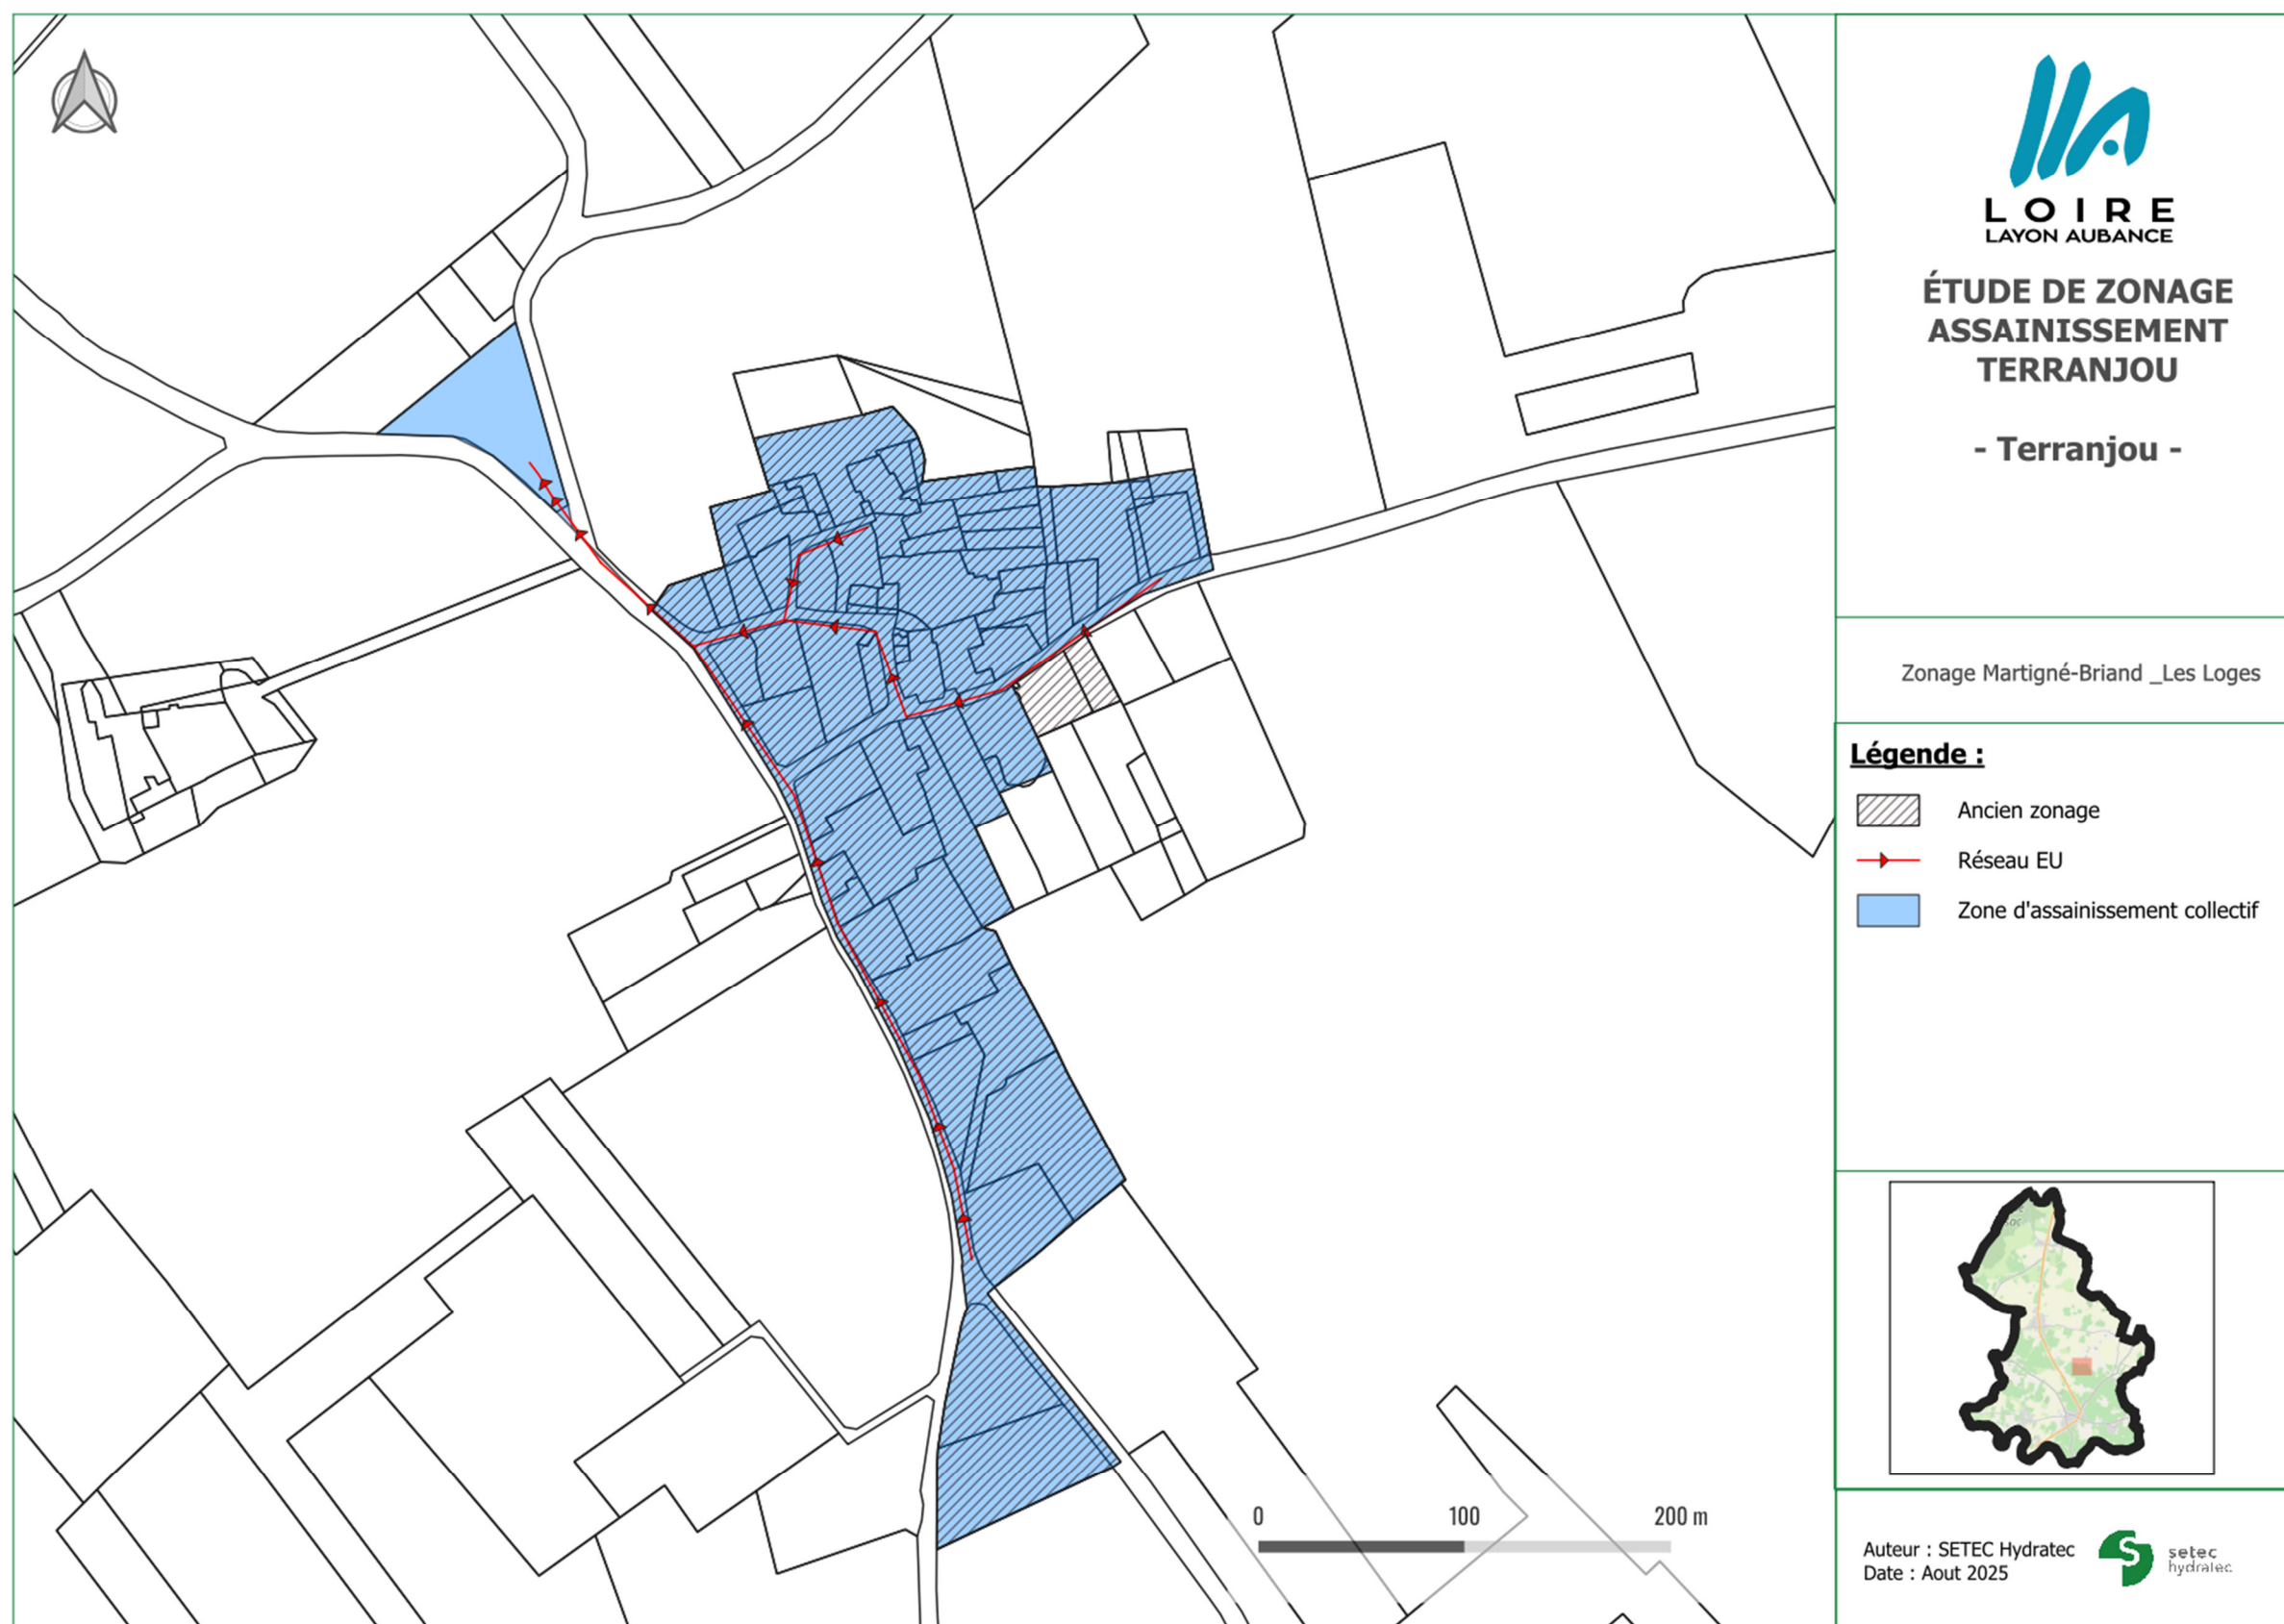 LOIRE
LAYON AUBANCE
ÉTUDE DE ZONAGE
ASSAINISSEMENT
TERRANJOU
- Terranjou -
Zonage Martigné-Briand _Les Loges
Légende :
Ancien zonage
Réseau EU
Zone d'assainissement collectif
0 100 200 m
Auteur : SETEC Hydratec
Date : Aout 2025
S
setec
hydratec